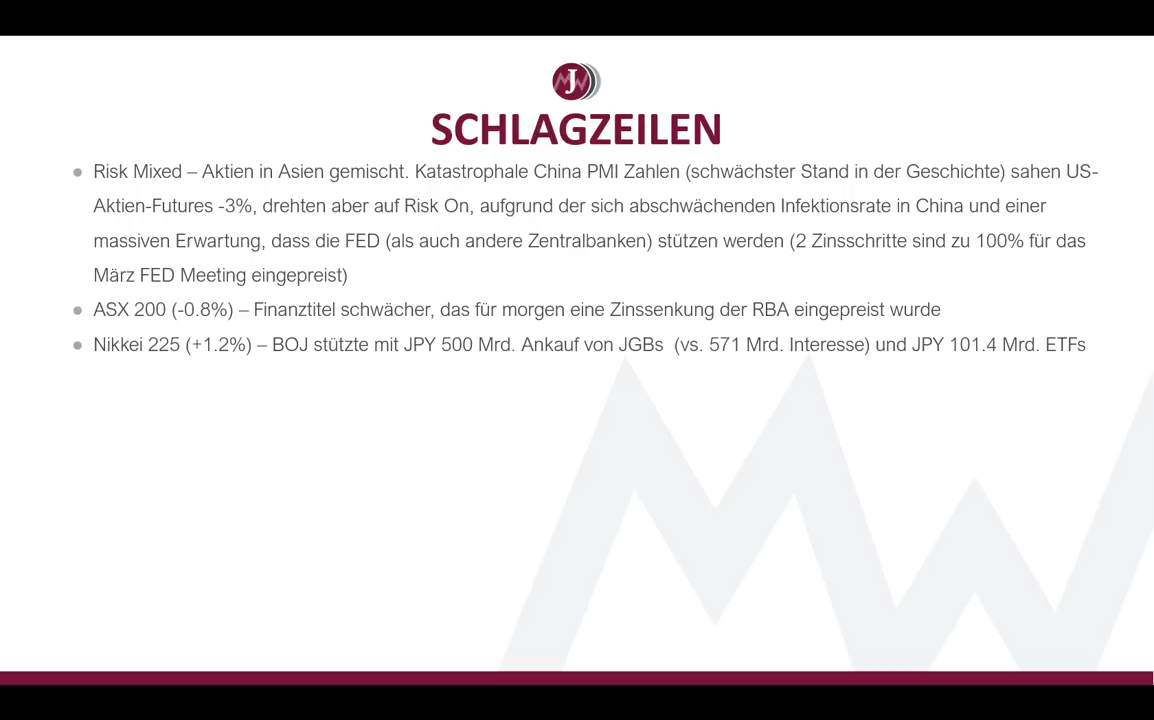 J
SCHLAGZEILEN
● Risk Mixed – Aktien in Asien gemischt. Katastrophale China PMI Zahlen (schwächster Stand in der Geschichte) sahen US-
Aktien-Futures -3%, drehten aber auf Risk On, aufgrund der sich abschwächenden Infektionsrate in China und einer
massiven Erwartung, dass die FED (als auch andere Zentralbanken) stützen werden (2 Zinsschritte sind zu 100% für das
März FED Meeting eingepreist)
● ASX 200 (-0.8%) – Finanztitel schwächer, das für morgen eine Zinssenkung der RBA eingepreist wurde
● Nikkei 225 (+1.2%) – BOJ stützte mit JPY 500 Mrd. Ankauf von JGBs (vs. 571 Mrd. Interesse) und JPY 101.4 Mrd. ETFs